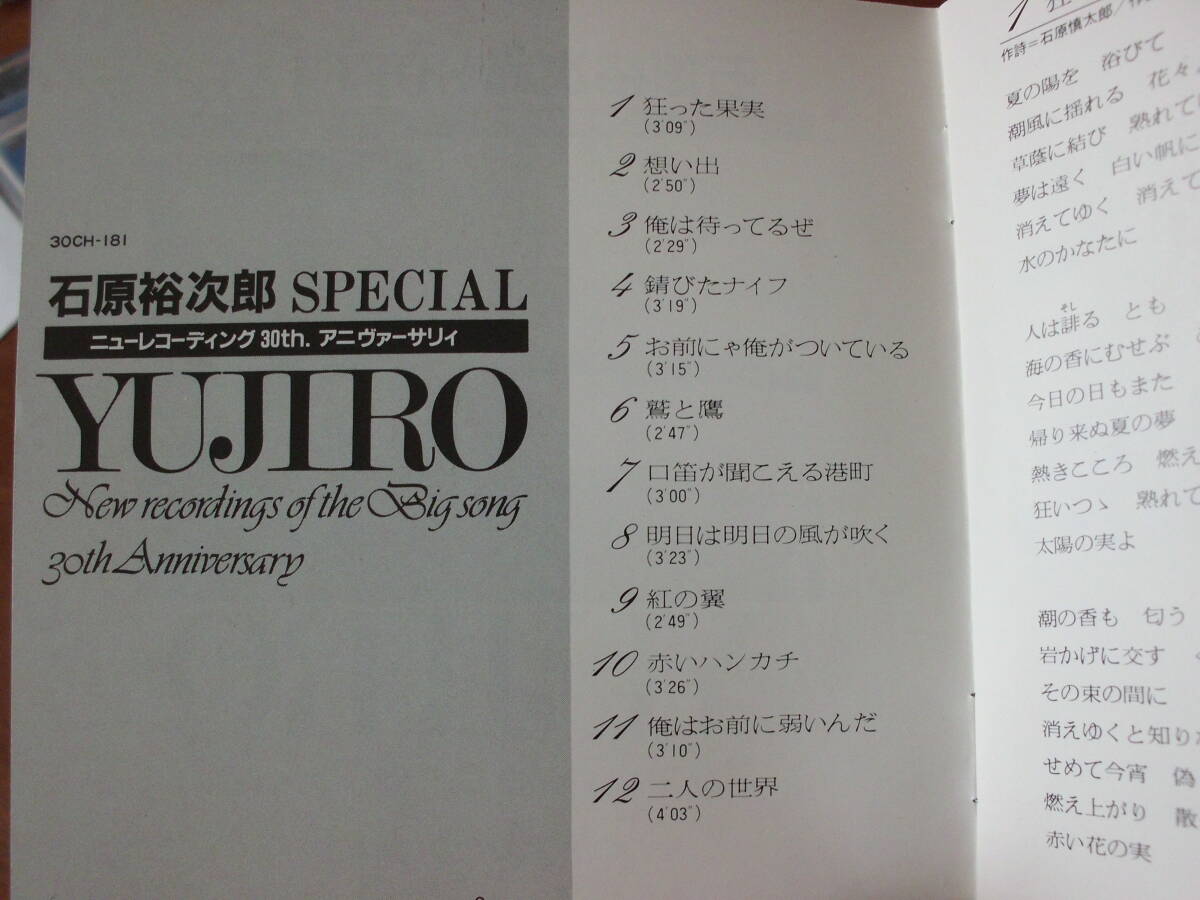 30CH-181
石原裕次郎 SPECIAL
ニューレコーディング 30th. アニヴァーサリィ
YUJIRO
New recordings of the Big song
30th Anniversary
1 狂った果実
(3'09")
2 想い出
(2'50")
3 俺は待ってるぜ
(2'29")
4 錆びたナイフ
(3'19")
5 お前にゃ俺がついている
(3'15")
6 鷲と鷹
(2'47")
7 口笛が聞こえる港町
(3'00")
8 明日は明日の風が吹く
(3'23")
9 紅の翼
(2'49")
10 赤いハンカチ
(3'26")
11 俺はお前に弱いんだ
(3'10")
12 二人の世界
(4'03")
1
作詩=石原慎太郎/
夏の陽を 浴びて
潮風に揺れる 花々
草蔭に結び 熟れて
夢は遠く 白い帆に
消えてゆく 消えて
水のかなたに
人は誹る とも
海の香にむせぶ
今日の日もまた
帰り来ぬ夏の夢
熱きこころ 燃え
狂いつゝ 熟れて
太陽の実よ
潮の香も 匂う
岩かげに交す
その束の間に
消えゆくと知り
せめて今宵 偽
燃え上がり 散
赤い花の実